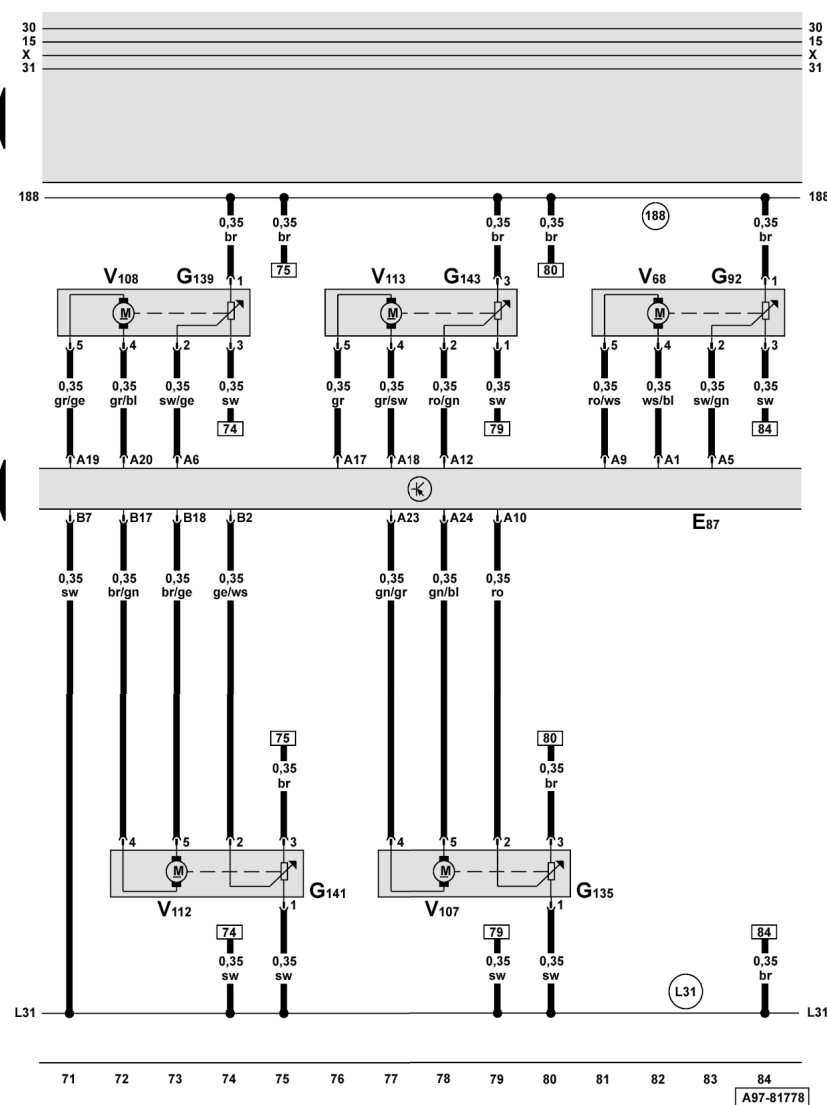 30 30
15 15
X X
31 31
188 188
0,35 0,35 0,35 0,35 188 0,35
br br br br br
75 80
V108 G139 1 V113 G143 3 V68 G92 1
M M M
5 4 2 3 5 4 2 1 5 4 2 3
0,35 0,35 0,35 0,35 0,35 0,35 0,35 0,35 0,35 0,35 0,35 0,35
gr/ge gr/bl sw/ge sw gr gr/sw ro/gn sw ro/ws ws/bl sw/gn sw
74 79 84
A19 A20 A6 A17 A18 A12 A9 A1 A5
B7 B17 B18 B2 A23 A24 A10 E87
0,35 0,35 0,35 0,35 0,35 0,35 0,35
sw br/gn br/ge ge/ws gn/gr gn/bl ro
75 80
0,35 0,35
br br
4 5 2 3 4 5 2 3
M M
G141 G135
V112 1 V107 1
74 79 84
0,35 0,35 0,35 0,35 0,35
sw sw sw sw br
L31
L31 L31
71 72 73 74 75 76 77 78 79 80 81 82 83 84
A97-81778